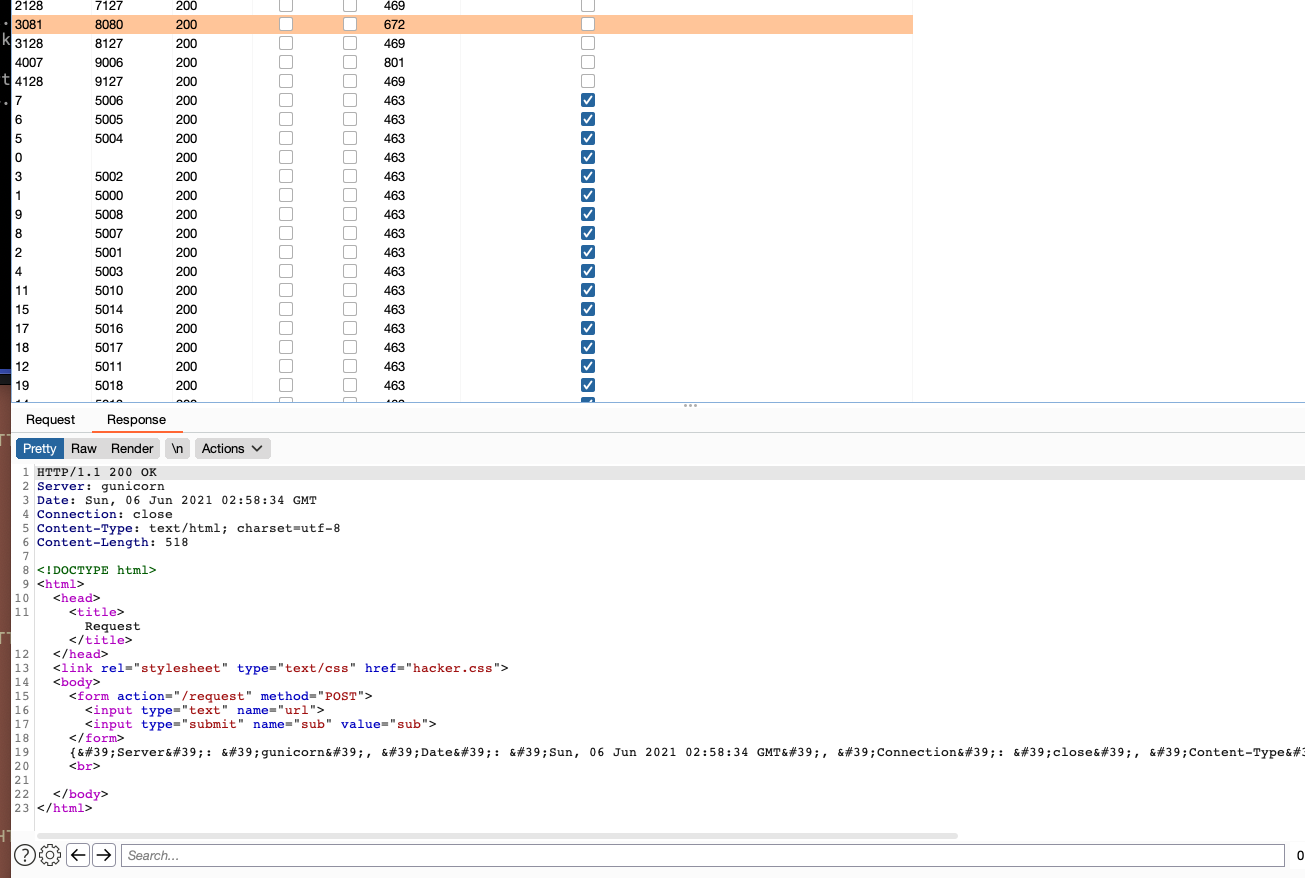 2128 7127 200 469
3081 8080 200 672
3128 8127 200 469
4007 9006 200 801
4128 9127 200 469
7 5006 200 463
6 5005 200 463
5 5004 200 463
0 200 463
3 5002 200 463
1 5000 200 463
9 5008 200 463
8 5007 200 463
2 5001 200 463
4 5003 200 463
11 5010 200 463
15 5014 200 463
17 5016 200 463
18 5017 200 463
12 5011 200 463
19 5018 200 463
Request Response
Pretty Raw Render \n Actions
1 HTTP/1.1 200 OK
2 Server: gunicorn
3 Date: Sun, 06 Jun 2021 02:58:34 GMT
4 Connection: close
5 Content-Type: text/html; charset=utf-8
6 Content-Length: 518
7
8 <!DOCTYPE html>
9 <html>
10 <head>
11 <title>
Request
</title>
12 </head>
13 <link rel="stylesheet" type="text/css" href="hacker.css">
14 <body>
15 <form action="/request" method="POST">
16 <input type="text" name="url">
17 <input type="submit" name="sub" value="sub">
18 </form>
19 {&#39;Server&#39;: &#39;gunicorn&#39;, &#39;Date&#39;: &#39;Sun, 06 Jun 2021 02:58:34 GMT&#39;, &#39;Connection&#39;: &#39;close&#39;, &#39;Content-Type&#3
20 <br>
21
22 </body>
23 </html>
? Search... 0